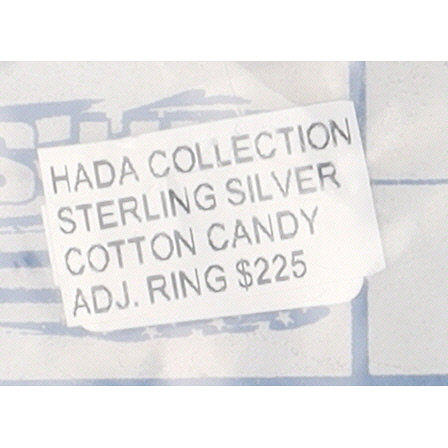 HADA COLLECTION
STERLING SILVER
COTTON CANDY
ADJ. RING $225